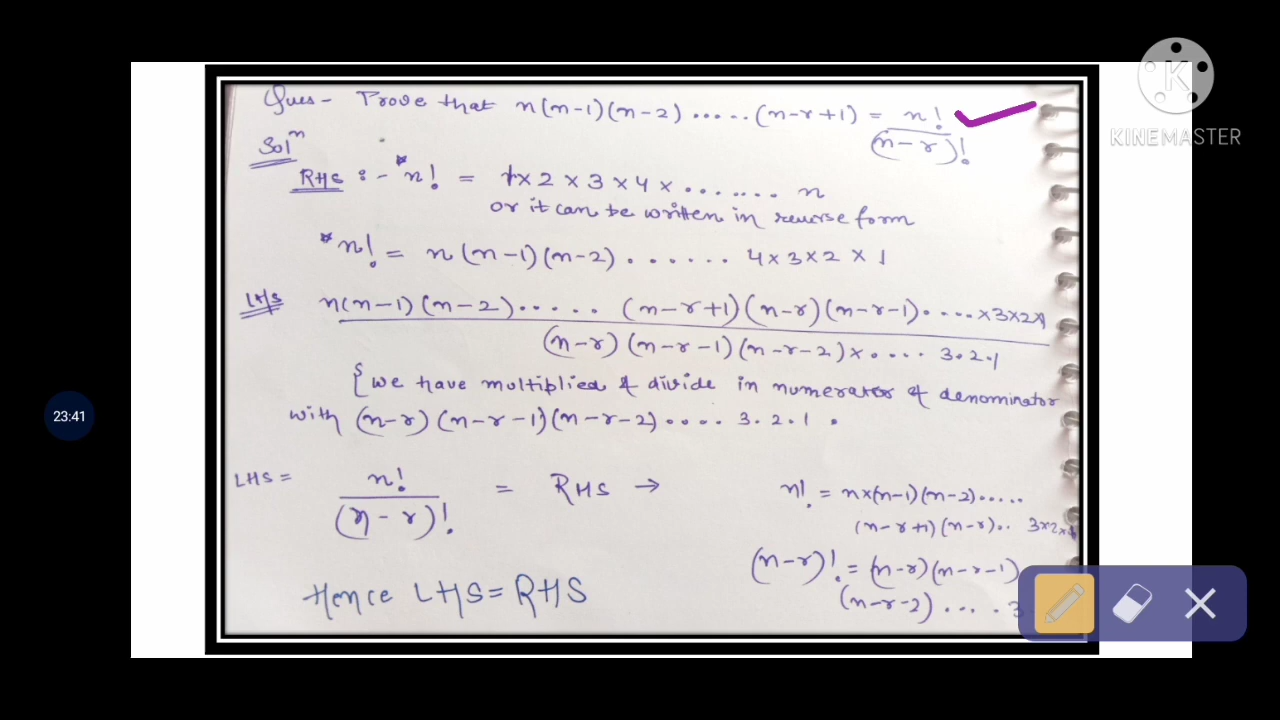 Ques - Prove that n(n-1)(n-2) ..... (n-r+1) = n!
(n-r)!
Solⁿ
RHS :- *n! = 1×2×3×4×....... n
or it can be written in reverse form
*n! = n(n-1)(n-2)....... 4×3×2×1
LHS n(n-1)(n-2)..... (n-r+1)(n-r)(n-r-1).....×3×2×1
(n-r)(n-r-1)(n-r-2)×.... 3.2.1
{we have multiplied & divide in numerator & denominator
with (n-r)(n-r-1)(n-r-2).... 3.2.1.
LHS = n!
(n-r)!
= RHS →
n! = n×(n-1)(n-2).....
(n-r+1)(n-r).. 3×2×1
(n-r)! = (n-r)(n-r-1)
(n-r-2).... 3
Hence LHS = RHS
K
KINEMASTER
23:41